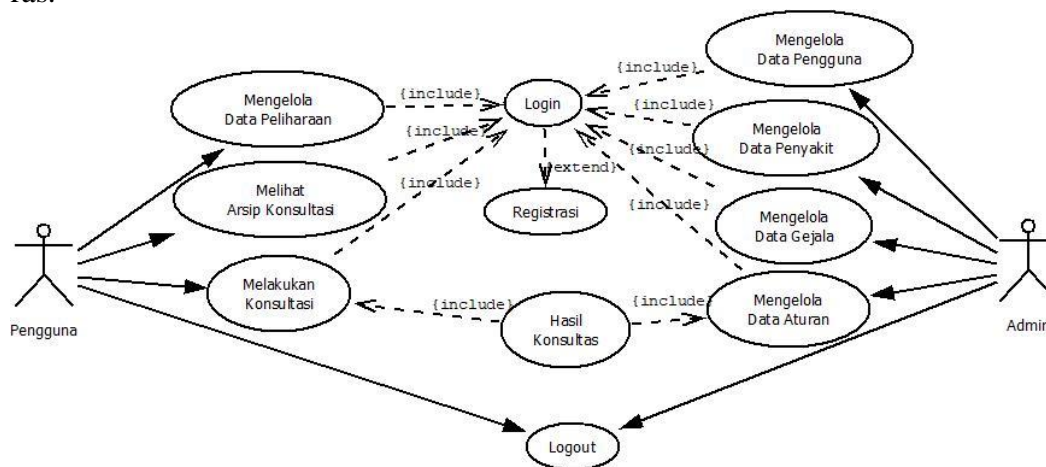 ras.
Mengelola
Data Pengguna
{include}
Mengelola
Data Peliharaan
{include}
Login
{include}
Mengelola
Data Penyakit
{include}
{include}
{extend}
Melihat
Arsip Konsultasi
{include}
Registrasi
{include}
Mengelola
Data Gejala
Pengguna
Melakukan
Konsultasi
{include}
Hasil
Konsultas
{include}
Mengelola
Data Aturan
Admin
Logout